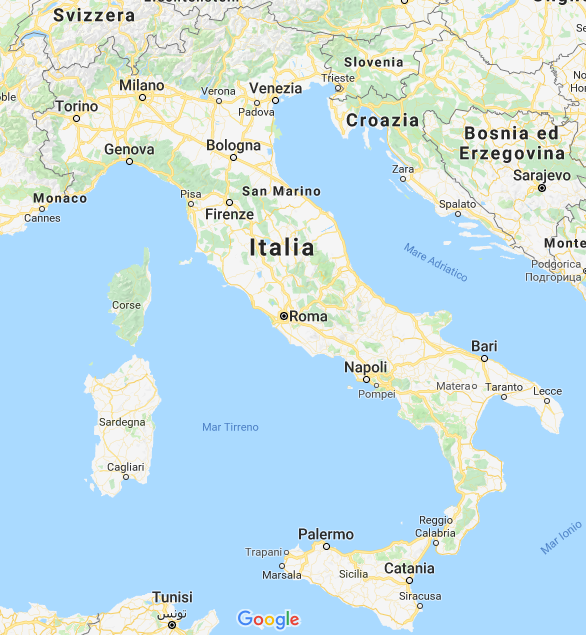 Svizzera
Liechtenstein
Milano
Verona
Venezia
Slovenia
Trieste
Torino
Padova
Croazia
Genova
Bologna
Bosnia ed
Erzegovina
Sarajevo
Zara
Monaco
Cannes
Pisa
San Marino
Firenze
Spalato
Italia
Mare Adriatico
Podgorica
Подгорица
Corse
Roma
Bari
Napoli
Pompei
Matera
Taranto
Lecce
Sardegna
Mar Tirreno
Cagliari
Reggio
Calabria
Mar Ionio
Palermo
Trapani
Marsala
Sicilia
Catania
Siracusa
Tunisi
تونس
Google